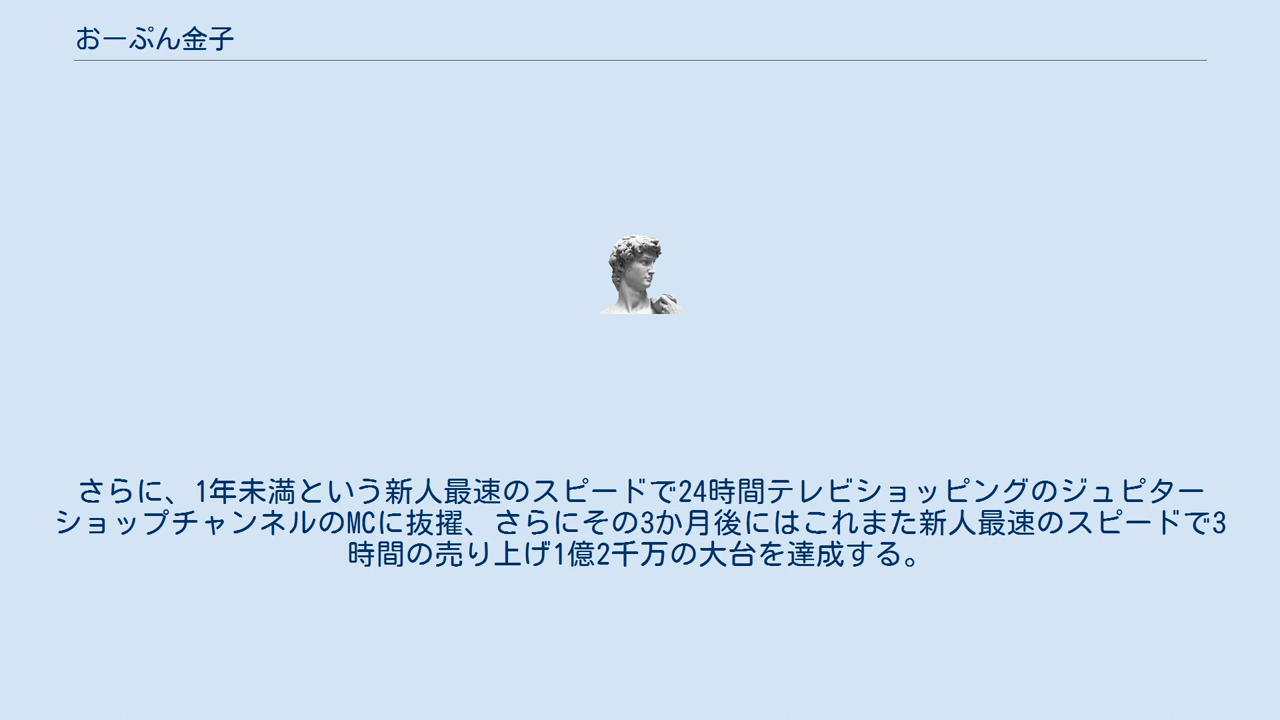 おーぷん金子
さらに、1年未満という新人最速のスピードで24時間テレビショッピングのジュピター
ショップチャンネルのMCに抜擢、さらにその3か月後にはこれまた新人最速のスピードで3
時間の売り上げ1億2千万の大台を達成する。